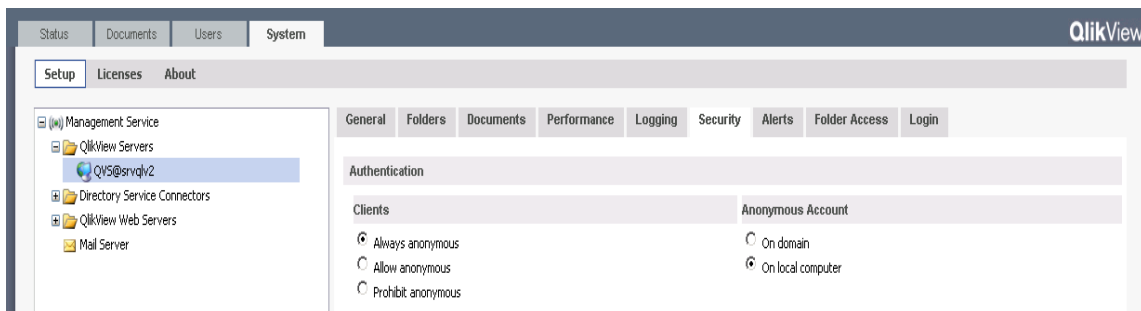 Status Documents Users System
QlikView
Setup Licenses About
Management Service
QlikView Servers
QVS@srvqlv2
Directory Service Connectors
QlikView Web Servers
Mail Server
General Folders Documents Performance Logging Security Alerts Folder Access Login
Authentication
Clients Anonymous Account
Always anonymous On domain
Allow anonymous On local computer
Prohibit anonymous